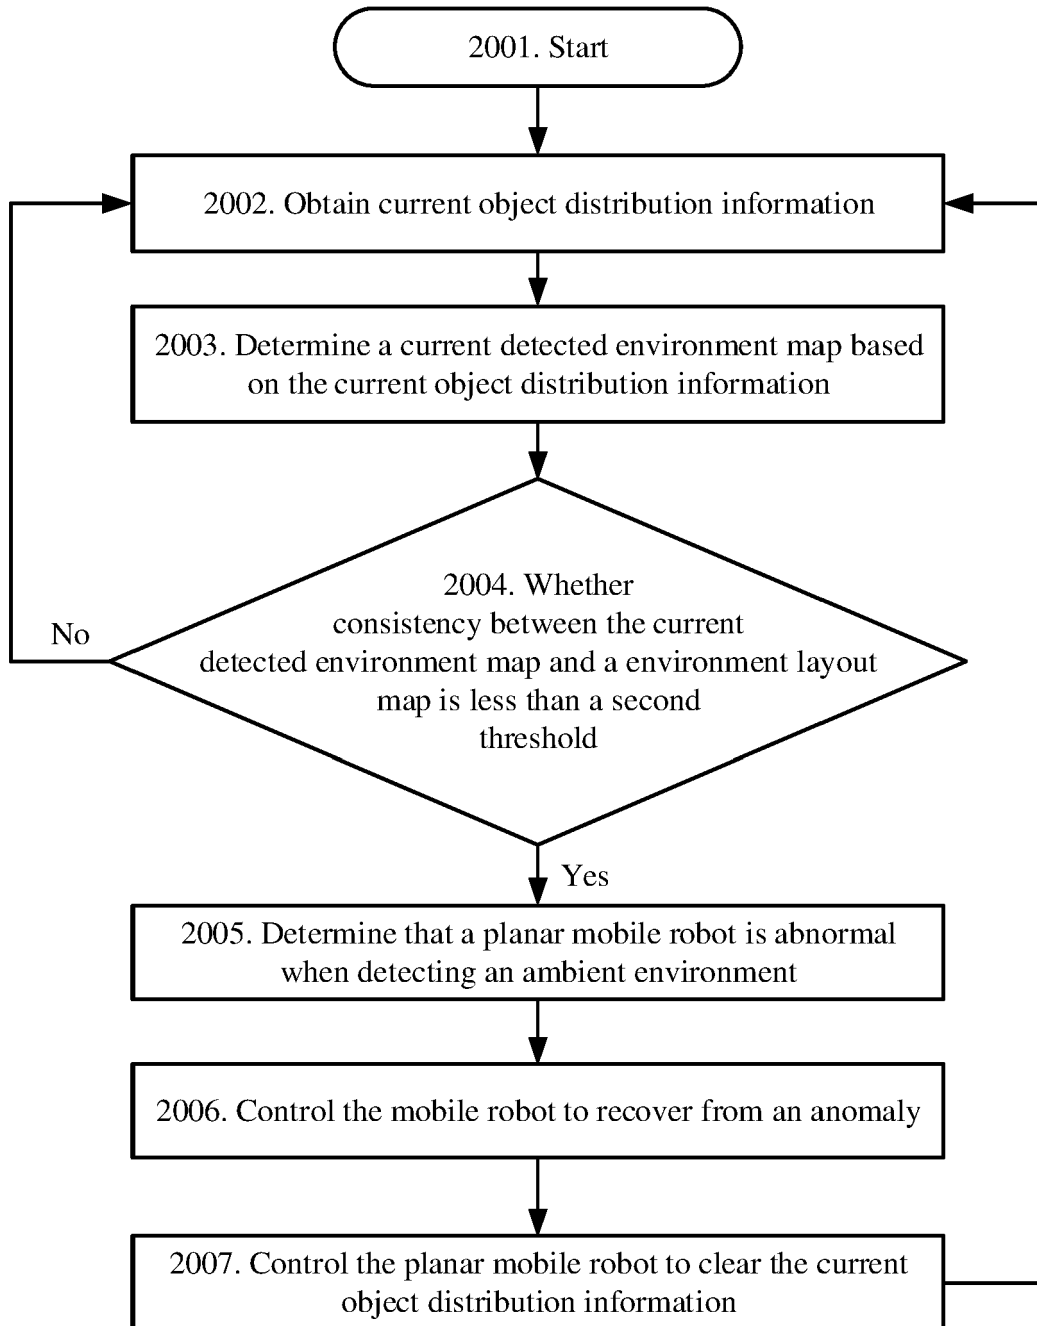 2001. Start
2002. Obtain current object distribution information
2003. Determine a current detected environment map based
on the current object distribution information
2004. Whether
consistency between the current
detected environment map and a environment layout
map is less than a second
threshold
No
Yes
2005. Determine that a planar mobile robot is abnormal
when detecting an ambient environment
2006. Control the mobile robot to recover from an anomaly
2007. Control the planar mobile robot to clear the current
object distribution information